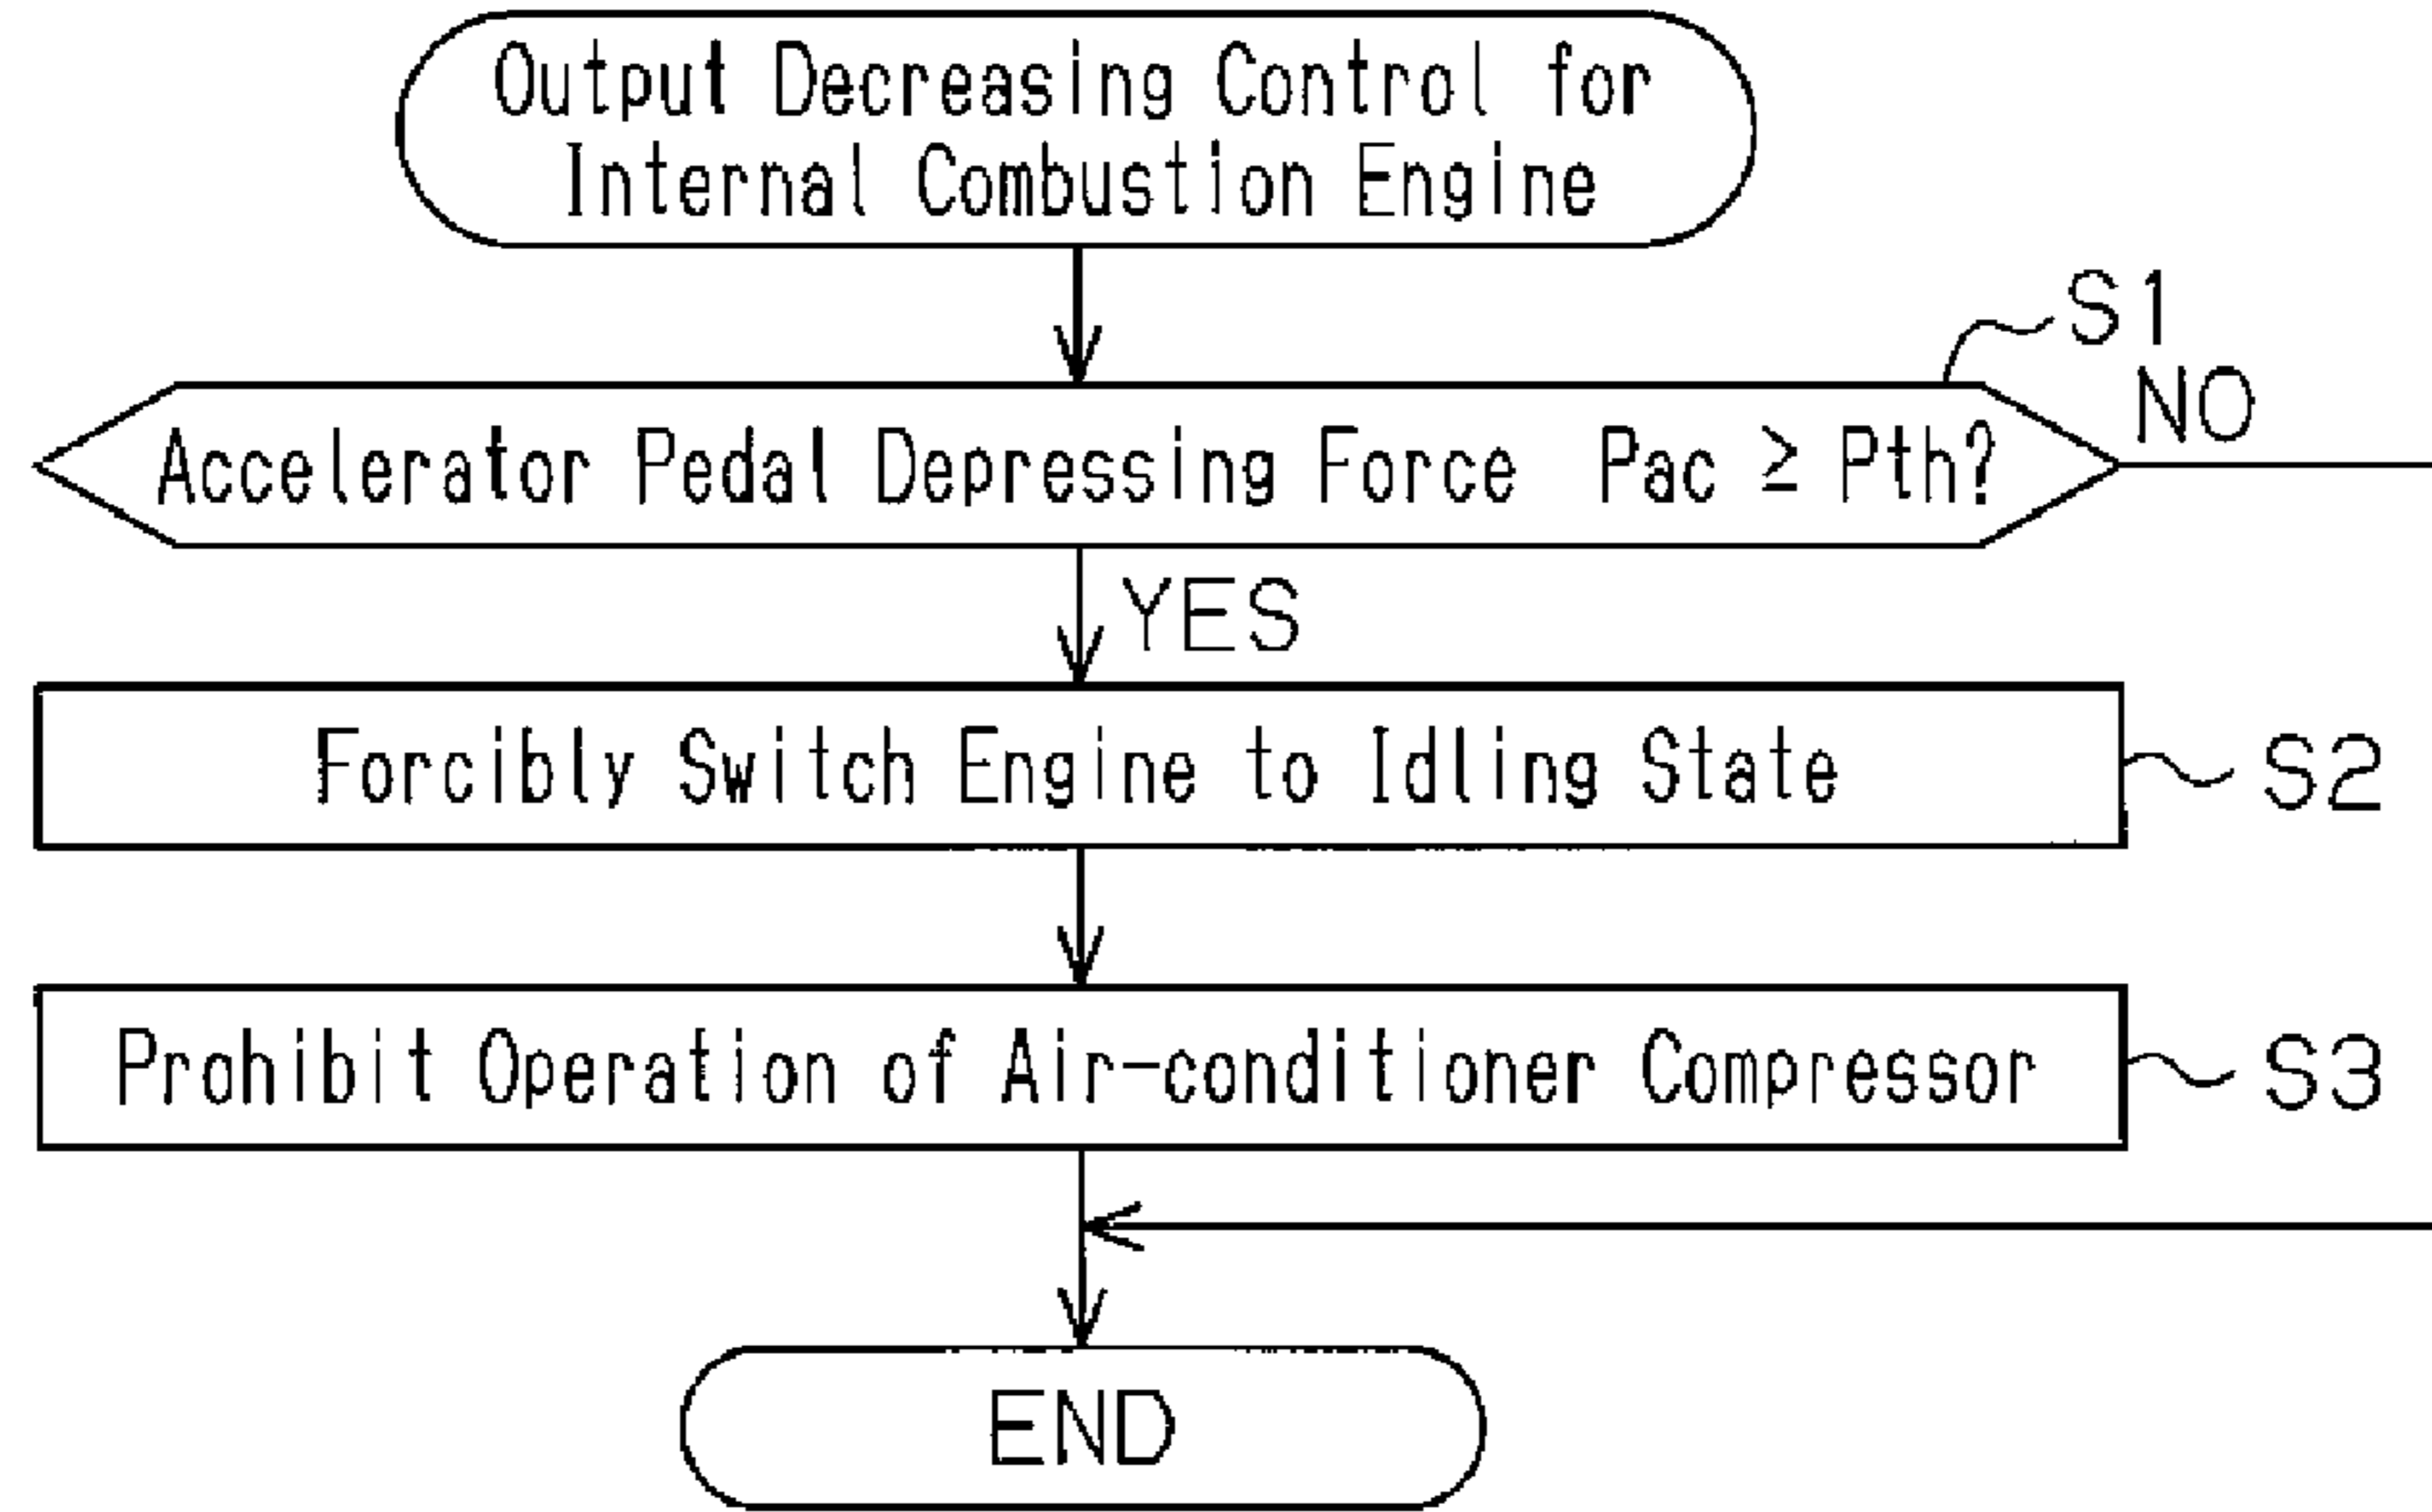 Output Decreasing Control for
Internal Combustion Engine
S1
NO
Accelerator Pedal Depressing Force Pac ≥ Pth?
YES
Forcibly Switch Engine to Idling State
S2
Prohibit Operation of Air-conditioner Compressor
S3
END